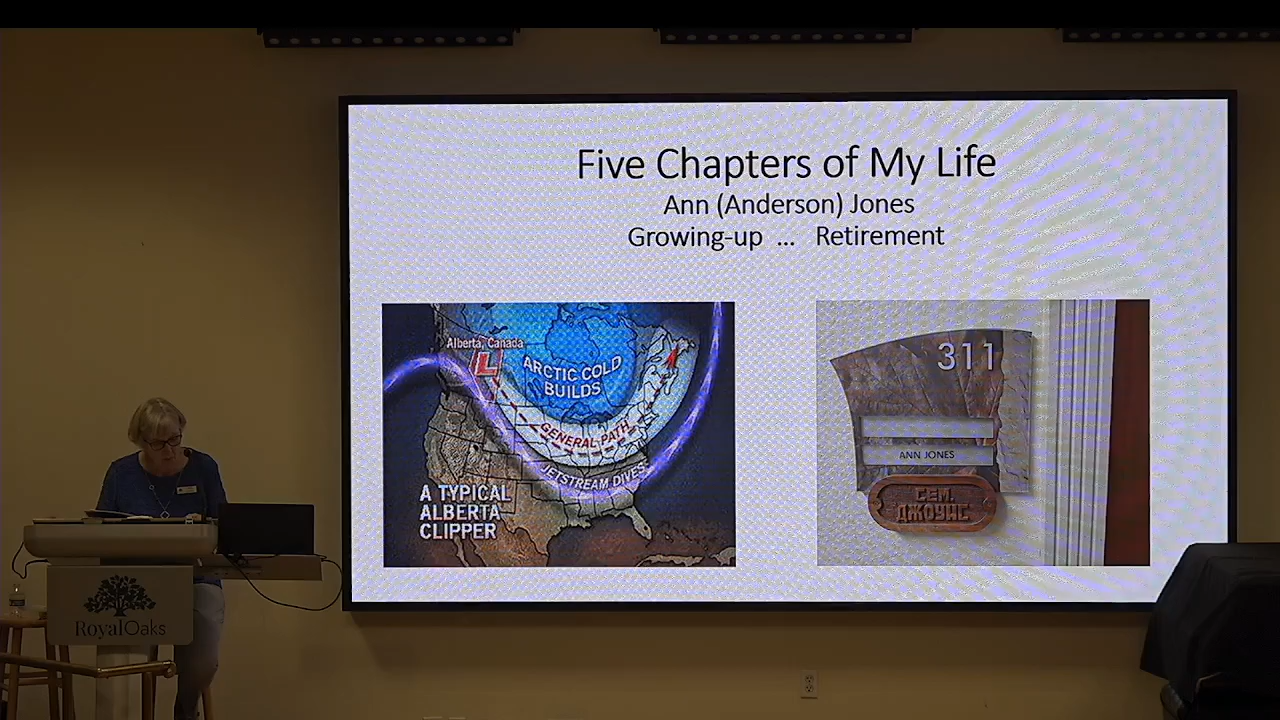 Five Chapters of My Life
Ann (Anderson) Jones
Growing-up ... Retirement
Alberta, Canada
L
ARCTIC COLD
BUILDS
GENERAL PATH
JETSTREAM DIVES
A TYPICAL
ALBERTA
CLIPPER
311
ANN JONES
СЕМ.
ДЖОУНС
RoyalOaks